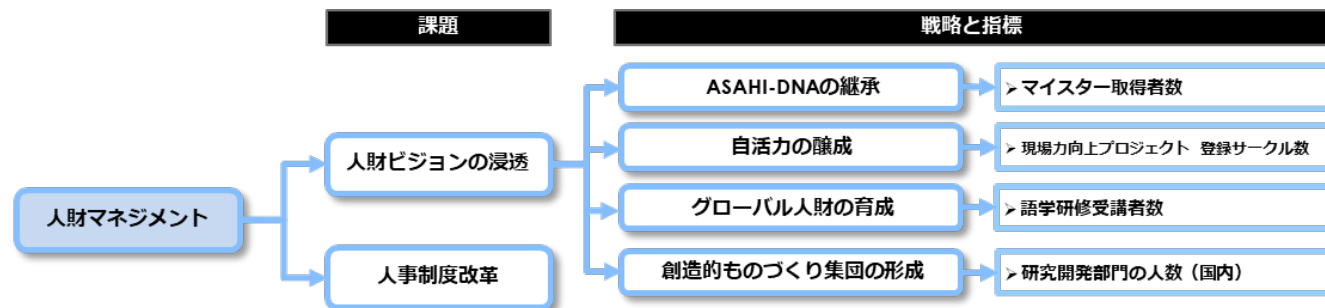 課題
戦略と指標
ASAHI-DNAの継承
➢マイスター取得者数
自活力の醸成
➢現場力向上プロジェクト 登録サークル数
人財ビジョンの浸透
グローバル人財の育成
➢語学研修受講者数
人財マネジメント
人事制度改革
創造的ものづくり集団の形成
➢研究開発部門の人数（国内）